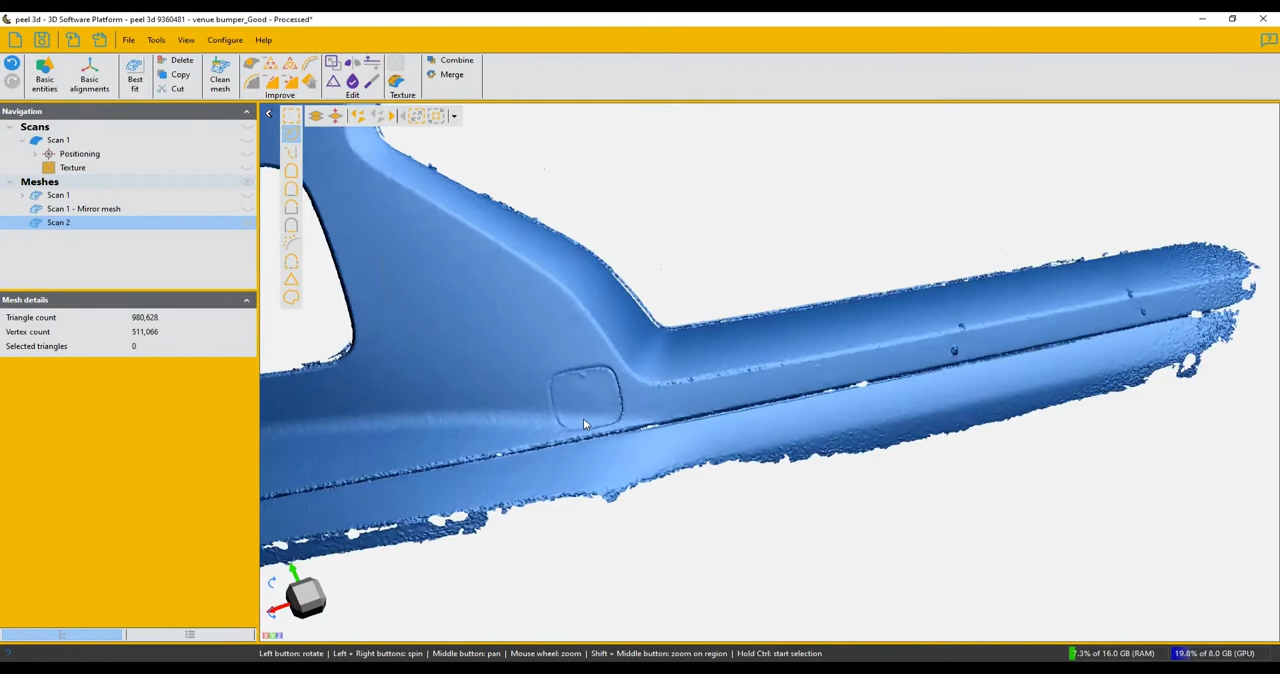 peel 3d - 3D Software Platform - peel 3d 9360481 - venue bumper_Good - Processed*
File Tools View Configure Help
Basic entities
Basic alignments
Best fit
Delete
Copy
Cut
Clean mesh
Improve
Edit
Texture
Combine
Merge
Navigation
Scans
Scan 1
Positioning
Texture
Meshes
Scan 1
Scan 1 - Mirror mesh
Scan 2
Mesh details
Triangle count 980,628
Vertex count 511,066
Selected triangles 0
Left button: rotate | Left + Right buttons: spin | Middle button: pan | Mouse wheel: zoom | Shift + Middle button: zoom on region | Hold Ctrl: start selection
7.3% of 16.0 GB (RAM)
19.8% of 8.0 GB (GPU)